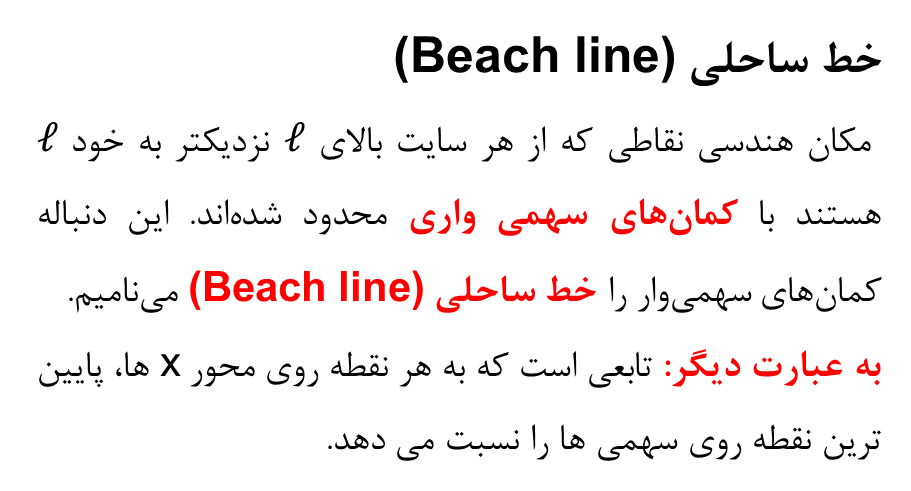 خط ساحلی (Beach line)
مکان هندسی نقاطی که از هر سایت بالای ℓ نزدیکتر به خود ℓ
هستند با کمان‌های سهمی واری محدود شده‌اند. این دنباله
کمان‌های سهمی‌وار را خط ساحلی (Beach line) می‌نامیم.
به عبارت دیگر: تابعی است که به هر نقطه روی محور x ها، پایین
ترین نقطه روی سهمی ها را نسبت می دهد.